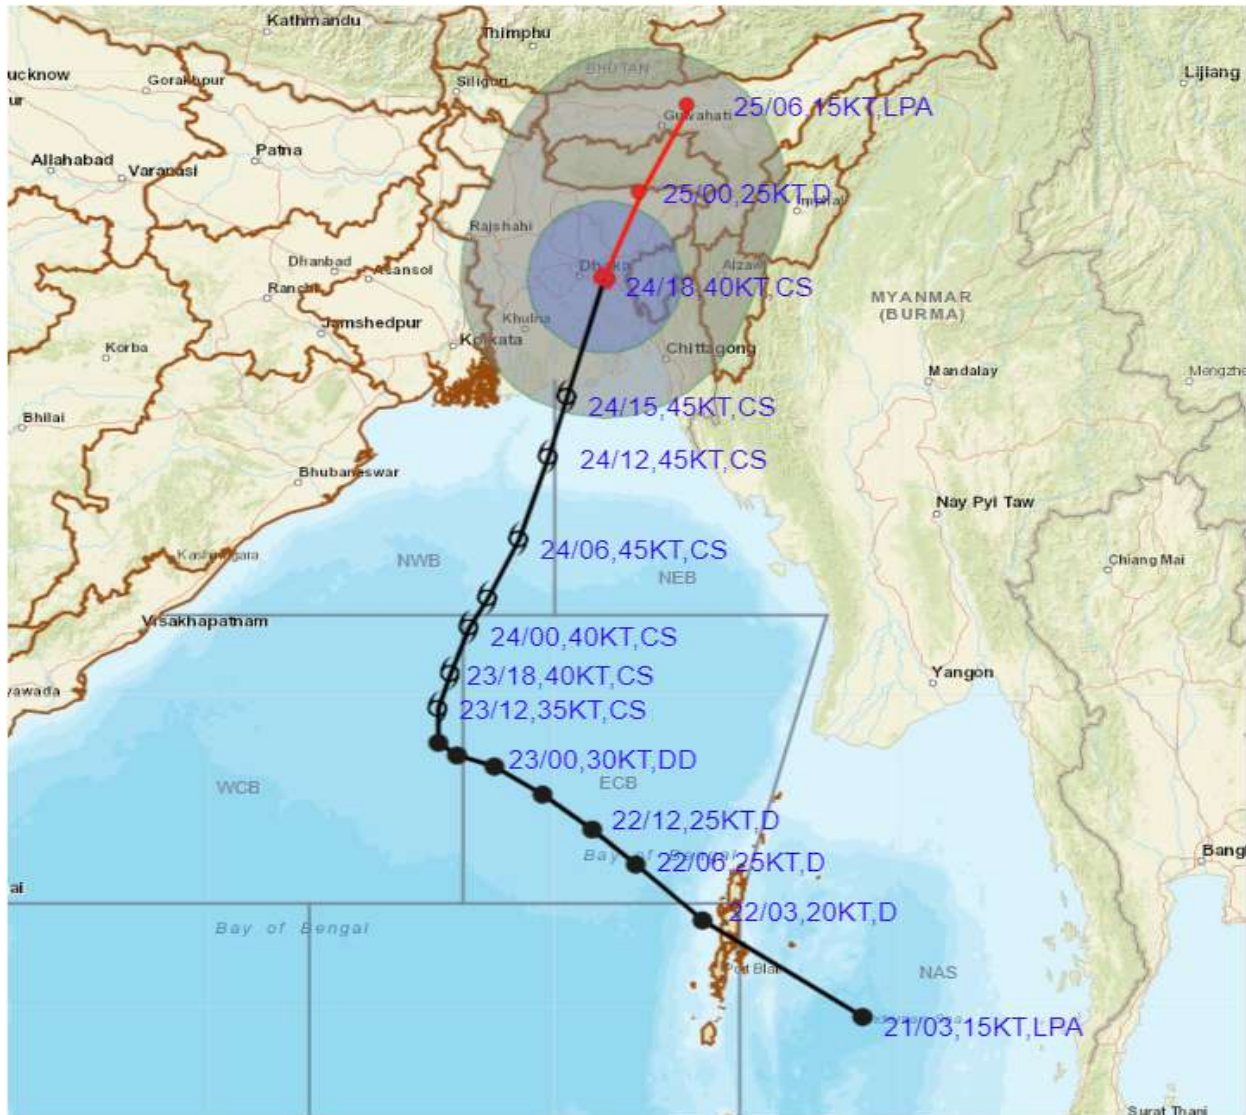 Kathmandu
Thimphu
ucknow
Gorakhpur
Siliguri
BHUTAN
Lijiang
ur
25/06,15KT,LPA
Guwahati
Patna
Allahabad
Varanasi
25/00,25KT,D
Imphal
Rajshahi
Dhanbad
Asansol
Dhaka
Aizawl
Ranchi
24/18,40KT,CS
MYANMAR
(BURMA)
Jamshedpur
Khulna
Kolkata
Chittagong
Korba
Mandalay
Mengzhe
24/15,45KT,CS
Bhilai
24/12,45KT,CS
Bhubaneswar
Nay Pyi Taw
24/06,45KT,CS
NWB
NEB
Chiang Mai
Visakhapatnam
24/00,40KT,CS
23/18,40KT,CS
Yangon
yawada
23/12,35KT,CS
23/00,30KT,DD
WCB
ECB
22/12,25KT,D
Bay of Bengal
22/06,25KT,D
Bang
ai
22/03,20KT,D
Bay of Bengal
Port Blair
NAS
21/03,15KT,LPA
Surat Thani